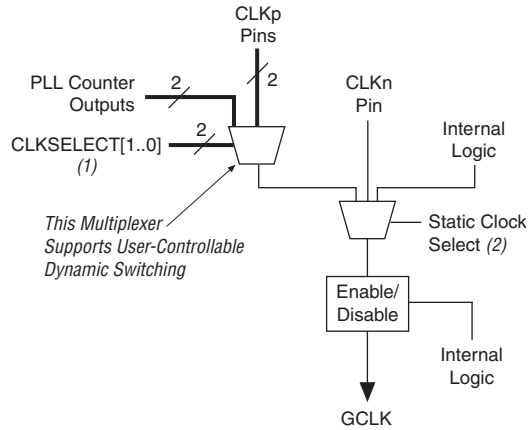 CLKp
Pins
2
PLL Counter
Outputs
2
CLKn
Pin
CLKSELECT[1..0]
(1)
2
Internal
Logic
This Multiplexer
Supports User-Controllable
Dynamic Switching
Static Clock
Select (2)
Enable/
Disable
Internal
Logic
GCLK